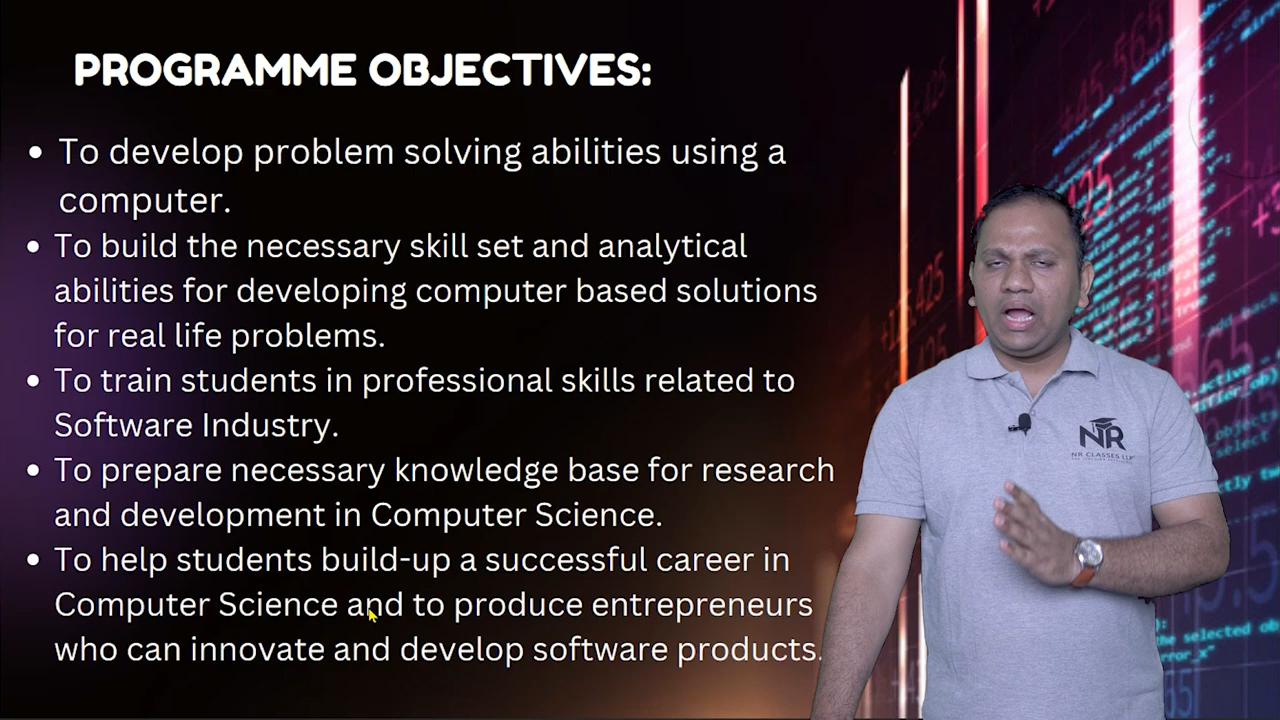 PROGRAMME OBJECTIVES:
• To develop problem solving abilities using a
computer.
• To build the necessary skill set and analytical
abilities for developing computer based solutions
for real life problems.
• To train students in professional skills related to
Software Industry.
• To prepare necessary knowledge base for research
and development in Computer Science.
• To help students build-up a successful career in
Computer Science and to produce entrepreneurs
who can innovate and develop software products.
NR
NR CLASSES LLP